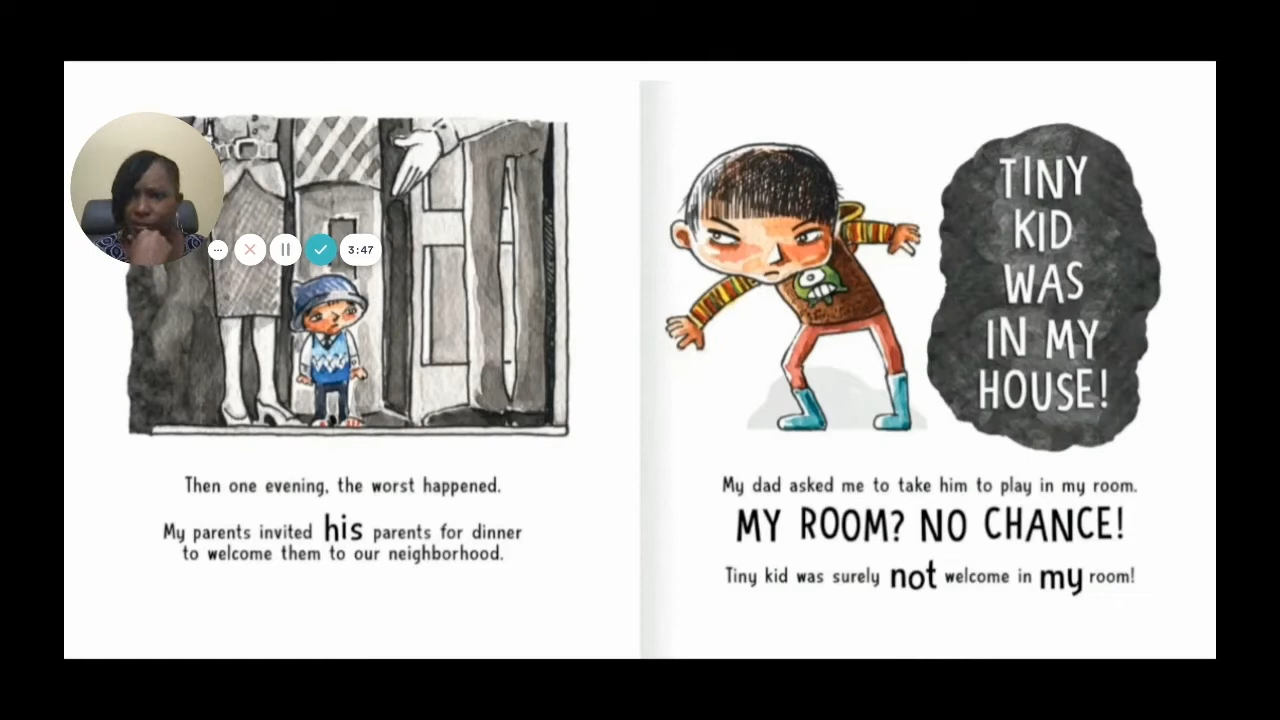 3:47
Then one evening, the worst happened.
My parents invited his parents for dinner
to welcome them to our neighborhood.
TINY
KID
WAS
IN MY
HOUSE!
My dad asked me to take him to play in my room.
MY ROOM? NO CHANCE!
Tiny kid was surely not welcome in my room!